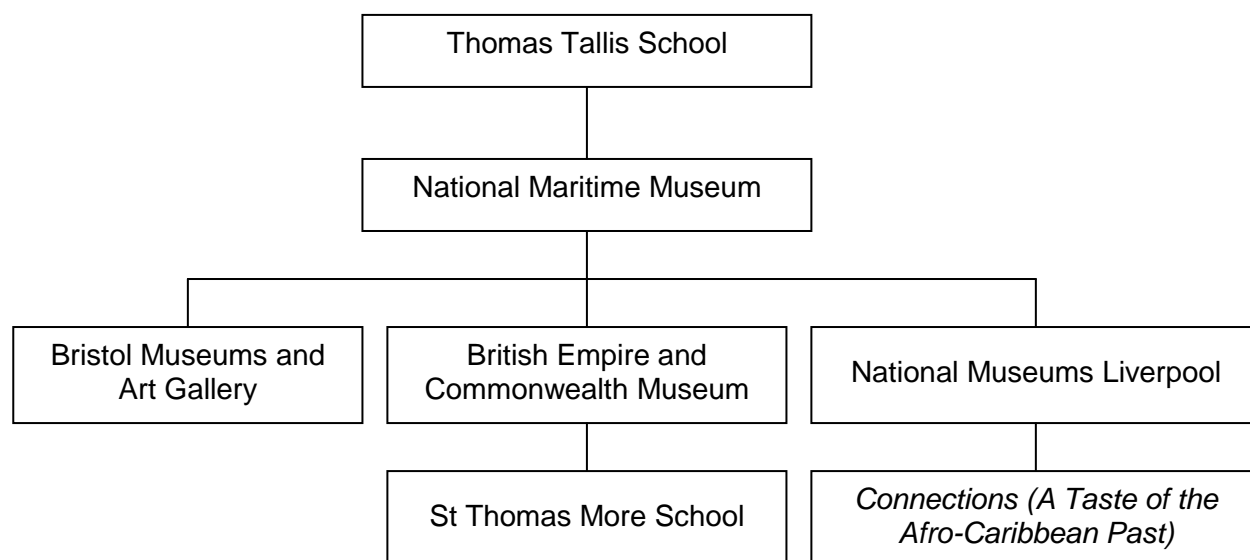 Thomas Tallis School
National Maritime Museum
Bristol Museums and
Art Gallery
British Empire and
Commonwealth Museum
National Museums Liverpool
St Thomas More School
Connections (A Taste of the
Afro-Caribbean Past)